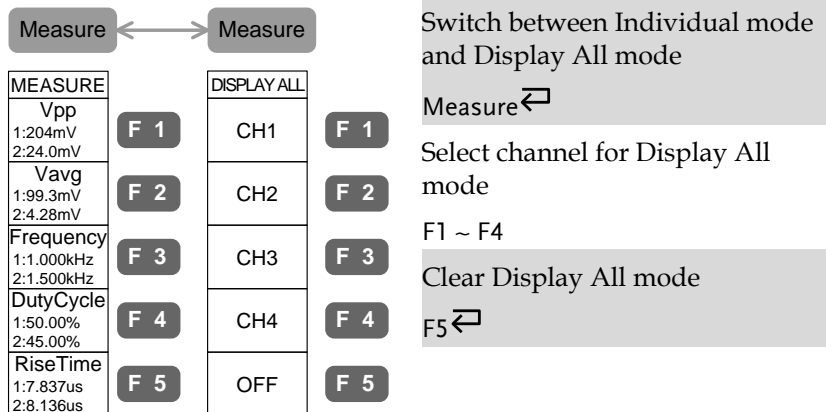 Measure
Measure
MEASURE
Vpp
1:204mV
2:24.0mV
F 1
Vavg
1:99.3mV
2:4.28mV
F 2
Frequency
1:1.000kHz
2:1.500kHz
F 3
DutyCycle
1:50.00%
2:45.00%
F 4
RiseTime
1:7.837us
2:8.136us
F 5
DISPLAY ALL
CH1
F 1
CH2
F 2
CH3
F 3
CH4
F 4
OFF
F 5
Switch between Individual mode
and Display All mode
Measure
Select channel for Display All
mode
F1 ~ F4
Clear Display All mode
F5